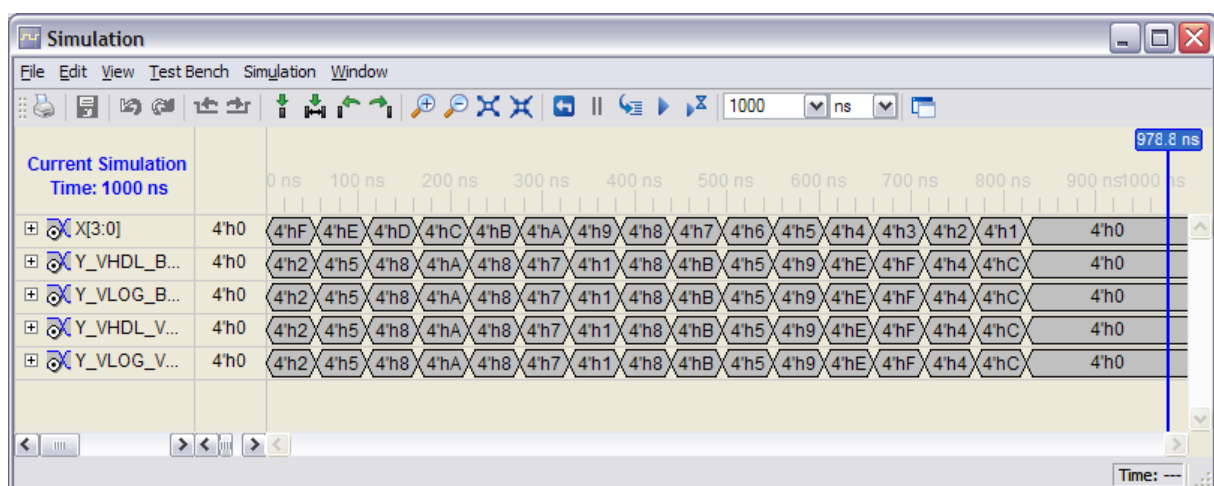 Simulation
File Edit View Test Bench Simulation Window
1000 ns
978.8 ns
Current Simulation
Time: 1000 ns
0 ns 100 ns 200 ns 300 ns 400 ns 500 ns 600 ns 700 ns 800 ns 900 ns 1000 ns
X[3:0] 4'h0 4'hF 4'hE 4'hD 4'hC 4'hB 4'hA 4'h9 4'h8 4'h7 4'h6 4'h5 4'h4 4'h3 4'h2 4'h1 4'h0
Y_VHDL_B... 4'h0 4'h2 4'h5 4'h8 4'hA 4'h8 4'h7 4'h1 4'h8 4'hB 4'h5 4'h9 4'hE 4'hF 4'h4 4'hC 4'h0
Y_VLOG_B... 4'h0 4'h2 4'h5 4'h8 4'hA 4'h8 4'h7 4'h1 4'h8 4'hB 4'h5 4'h9 4'hE 4'hF 4'h4 4'hC 4'h0
Y_VHDL_V... 4'h0 4'h2 4'h5 4'h8 4'hA 4'h8 4'h7 4'h1 4'h8 4'hB 4'h5 4'h9 4'hE 4'hF 4'h4 4'hC 4'h0
Y_VLOG_V... 4'h0 4'h2 4'h5 4'h8 4'hA 4'h8 4'h7 4'h1 4'h8 4'hB 4'h5 4'h9 4'hE 4'hF 4'h4 4'hC 4'h0
Time: ---